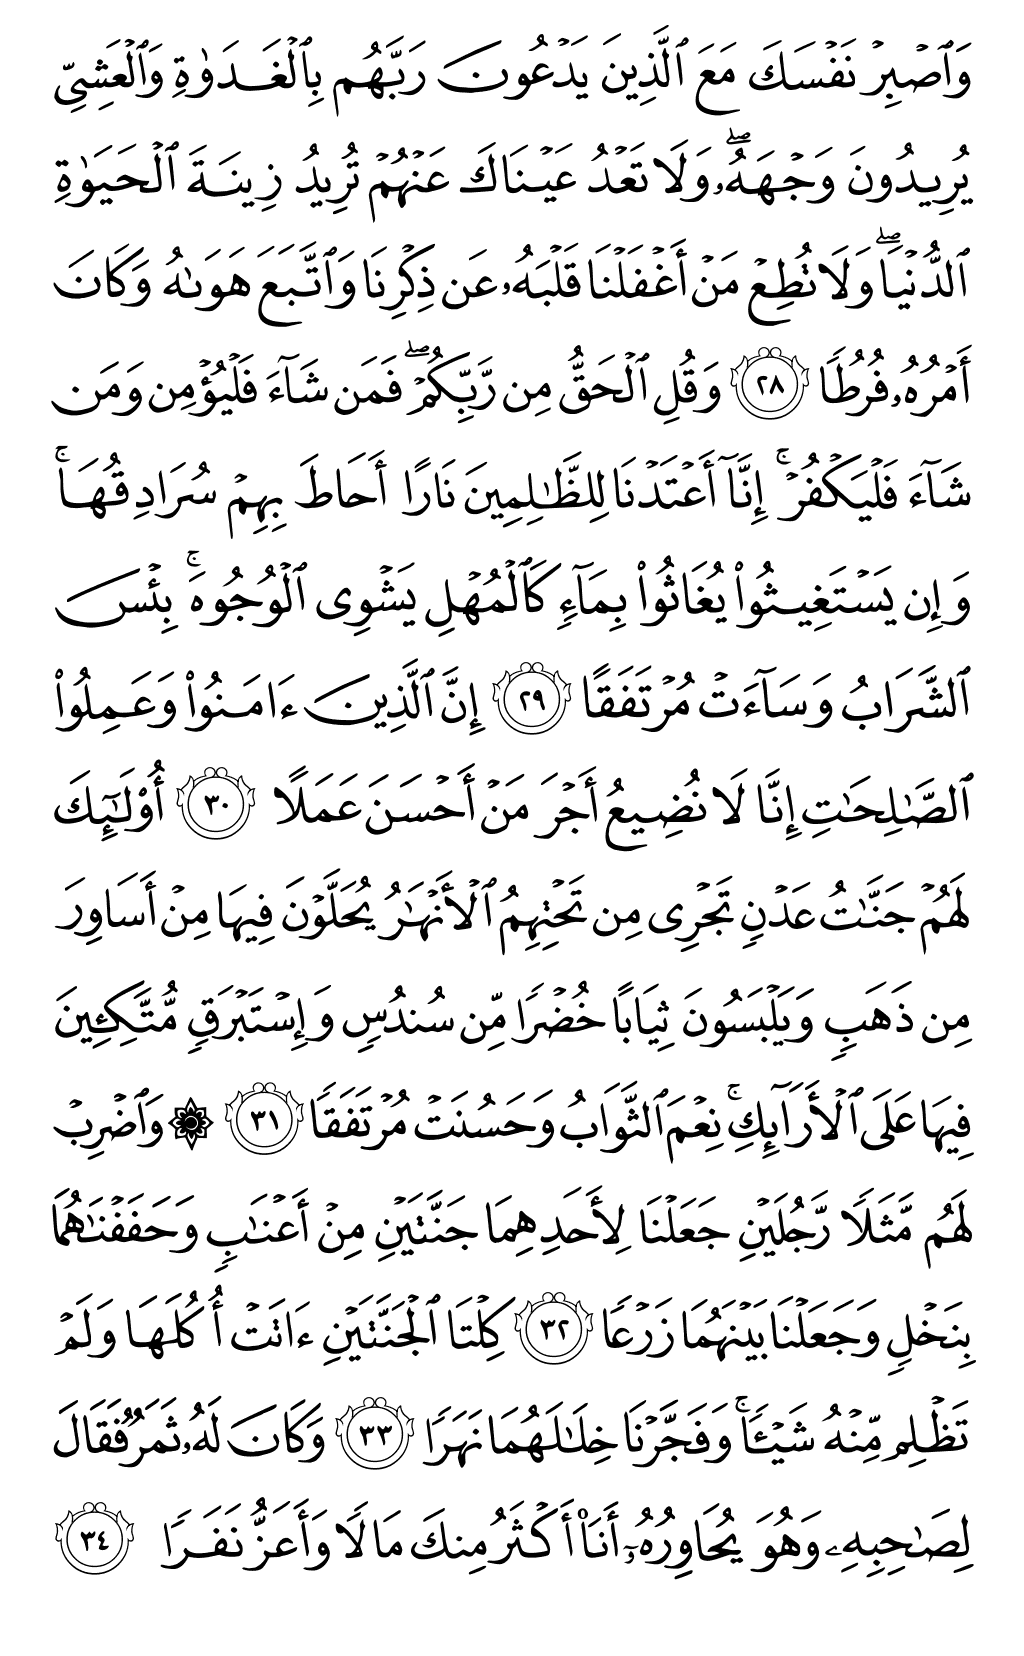 وَٱصۡبِرۡ نَفۡسَكَ مَعَ ٱلَّذِينَ يَدۡعُونَ رَبَّهُم بِٱلۡغَدَوٰةِ وَٱلۡعَشِيِّ
يُرِيدُونَ وَجۡهَهُۥۖ وَلَا تَعۡدُ عَيۡنَاكَ عَنۡهُمۡ تُرِيدُ زِينَةَ ٱلۡحَيَوٰةِ
ٱلدُّنۡيَاۖ وَلَا تُطِعۡ مَنۡ أَغۡفَلۡنَا قَلۡبَهُۥ عَن ذِكۡرِنَا وَٱتَّبَعَ هَوَىٰهُ وَكَانَ
أَمۡرُهُۥ فُرُطٗا ٢٨ وَقُلِ ٱلۡحَقُّ مِن رَّبِّكُمۡۖ فَمَن شَآءَ فَلۡيُؤۡمِن وَمَن
شَآءَ فَلۡيَكۡفُرۡۚ إِنَّآ أَعۡتَدۡنَا لِلظَّٰلِمِينَ نَارًا أَحَاطَ بِهِمۡ سُرَادِقُهَاۚ
وَإِن يَسۡتَغِيثُواْ يُغَاثُواْ بِمَآءٖ كَٱلۡمُهۡلِ يَشۡوِي ٱلۡوُجُوهَۚ بِئۡسَ
ٱلشَّرَابُ وَسَآءَتۡ مُرۡتَفَقًا ٢٩ إِنَّ ٱلَّذِينَ ءَامَنُواْ وَعَمِلُواْ
ٱلصَّٰلِحَٰتِ إِنَّا لَا نُضِيعُ أَجۡرَ مَنۡ أَحۡسَنَ عَمَلًا ٣٠ أُوْلَٰٓئِكَ
لَهُمۡ جَنَّٰتُ عَدۡنٖ تَجۡرِي مِن تَحۡتِهِمُ ٱلۡأَنۡهَٰرُ يُحَلَّوۡنَ فِيهَا مِنۡ أَسَاوِرَ
مِن ذَهَبٖ وَيَلۡبَسُونَ ثِيَابًا خُضۡرٗا مِّن سُندُسٖ وَإِسۡتَبۡرَقٖ مُّتَّكِـِٔينَ
فِيهَا عَلَى ٱلۡأَرَآئِكِۚ نِعۡمَ ٱلثَّوَابُ وَحَسُنَتۡ مُرۡتَفَقٗا ٣١ ۞ وَٱضۡرِبۡ
لَهُم مَّثَلٗا رَّجُلَيۡنِ جَعَلۡنَا لِأَحَدِهِمَا جَنَّتَيۡنِ مِنۡ أَعۡنَٰبٖ وَحَفَفۡنَٰهُمَا
بِنَخۡلٖ وَجَعَلۡنَا بَيۡنَهُمَا زَرۡعٗا ٣٢ كِلۡتَا ٱلۡجَنَّتَيۡنِ ءَاتَتۡ أُكُلَهَا وَلَمۡ
تَظۡلِم مِّنۡهُ شَيۡـٔٗاۚ وَفَجَّرۡنَا خِلَٰلَهُمَا نَهَرٗا ٣٣ وَكَانَ لَهُۥ ثَمَرٞ فَقَالَ
لِصَٰحِبِهِۦ وَهُوَ يُحَاوِرُهُۥٓ أَنَا۠ أَكۡثَرُ مِنكَ مَالٗا وَأَعَزُّ نَفَرٗا ٣٤